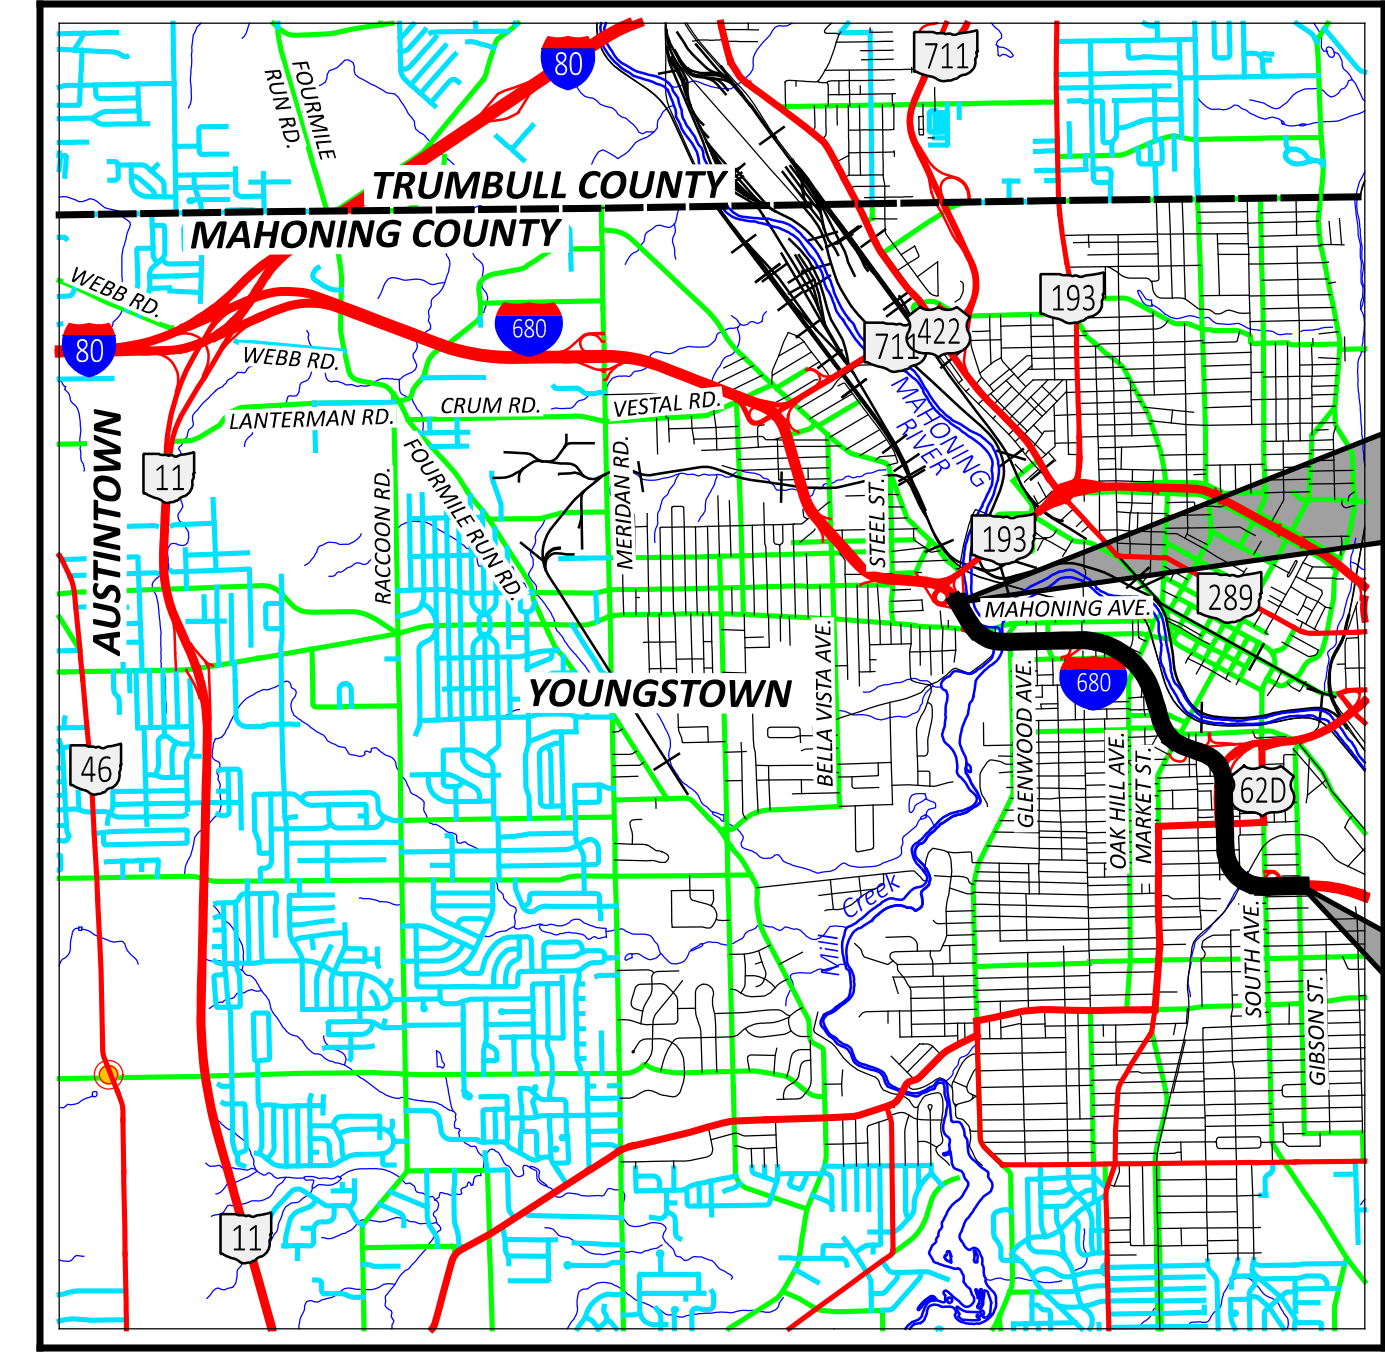 711
80
FOURMILE
RUN RD.
TRUMBULL COUNTY
MAHONING COUNTY
WEBB RD.
193
680
711
422
80
WEBB RD.
MAHONING
RIVER
LANTERMAN RD.
CRUM RD.
VESTAL RD.
AUSTINTOWN
11
RACCOON RD.
FOURMILE RUN RD.
MERIDAN RD.
STEEL ST.
193
289
MAHONING AVE.
YOUNGSTOWN
BELLA VISTA AVE.
GLENWOOD AVE.
680
OAK HILL AVE.
MARKET ST.
46
62D
Mill Creek
SOUTH AVE.
GIBSON ST.
11